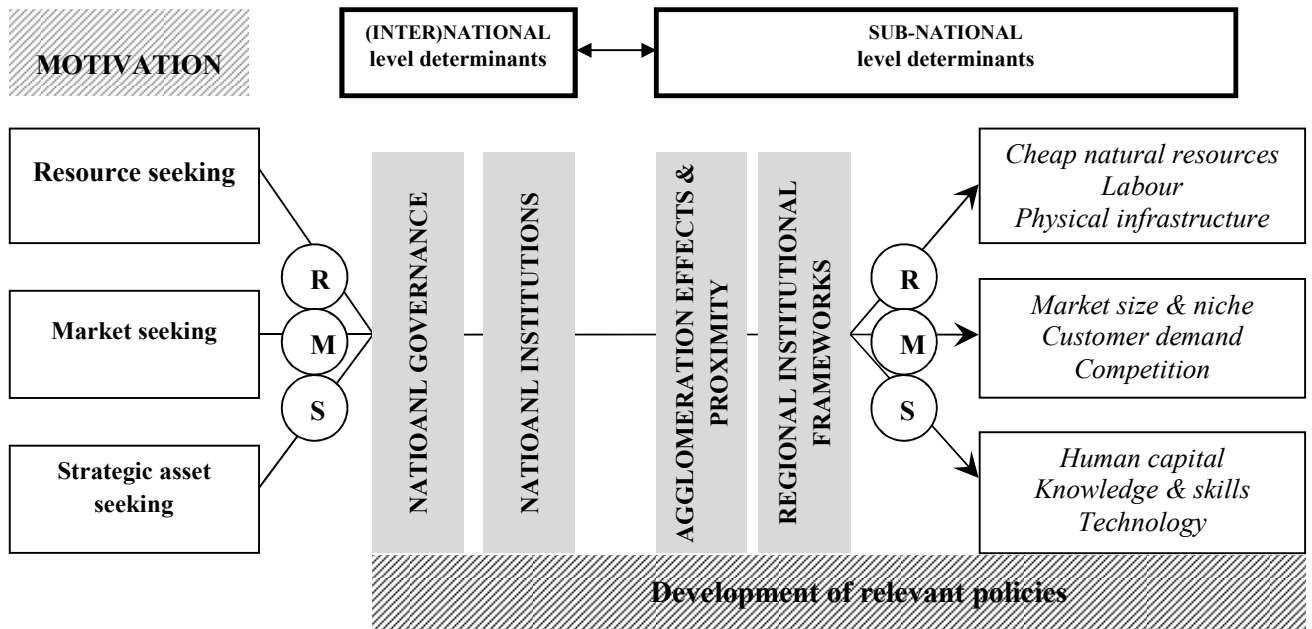 MOTIVATION
(INTER)NATIONAL
level determinants
SUB-NATIONAL
level determinants
Resource seeking
Market seeking
Strategic asset
seeking
R
M
S
NATIOANL GOVERNANCE
NATIOANL INSTITUTIONS
AGGLOMERATION EFFECTS &
PROXIMITY
REGIONAL INSTITUTIONAL
FRAMEWORKS
R
M
S
Cheap natural resources
Labour
Physical infrastructure
Market size & niche
Customer demand
Competition
Human capital
Knowledge & skills
Technology
Development of relevant policies